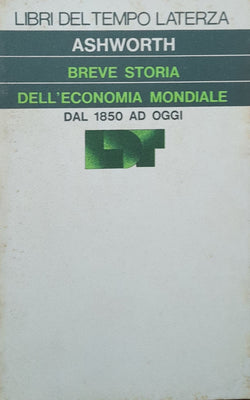 LIBRI DEL TEMPO LATERZA
ASHWORTH
BREVE STORIA
DELL'ECONOMIA MONDIALE
DAL 1850 AD OGGI
LDT